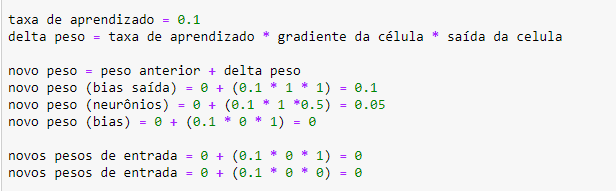 taxa de aprendizado = 0.1
delta peso = taxa de aprendizado * gradiente da célula * saída da celula
novo peso = peso anterior + delta peso
novo peso (bias saída) = 0 + (0.1 * 1 * 1) = 0.1
novo peso (neurônios) = 0 + (0.1 * 1 *0.5) = 0.05
novo peso (bias) = 0 + (0.1 * 0 * 1) = 0
novos pesos de entrada = 0 + (0.1 * 0 * 1) = 0
novos pesos de entrada = 0 + (0.1 * 0 * 0) = 0